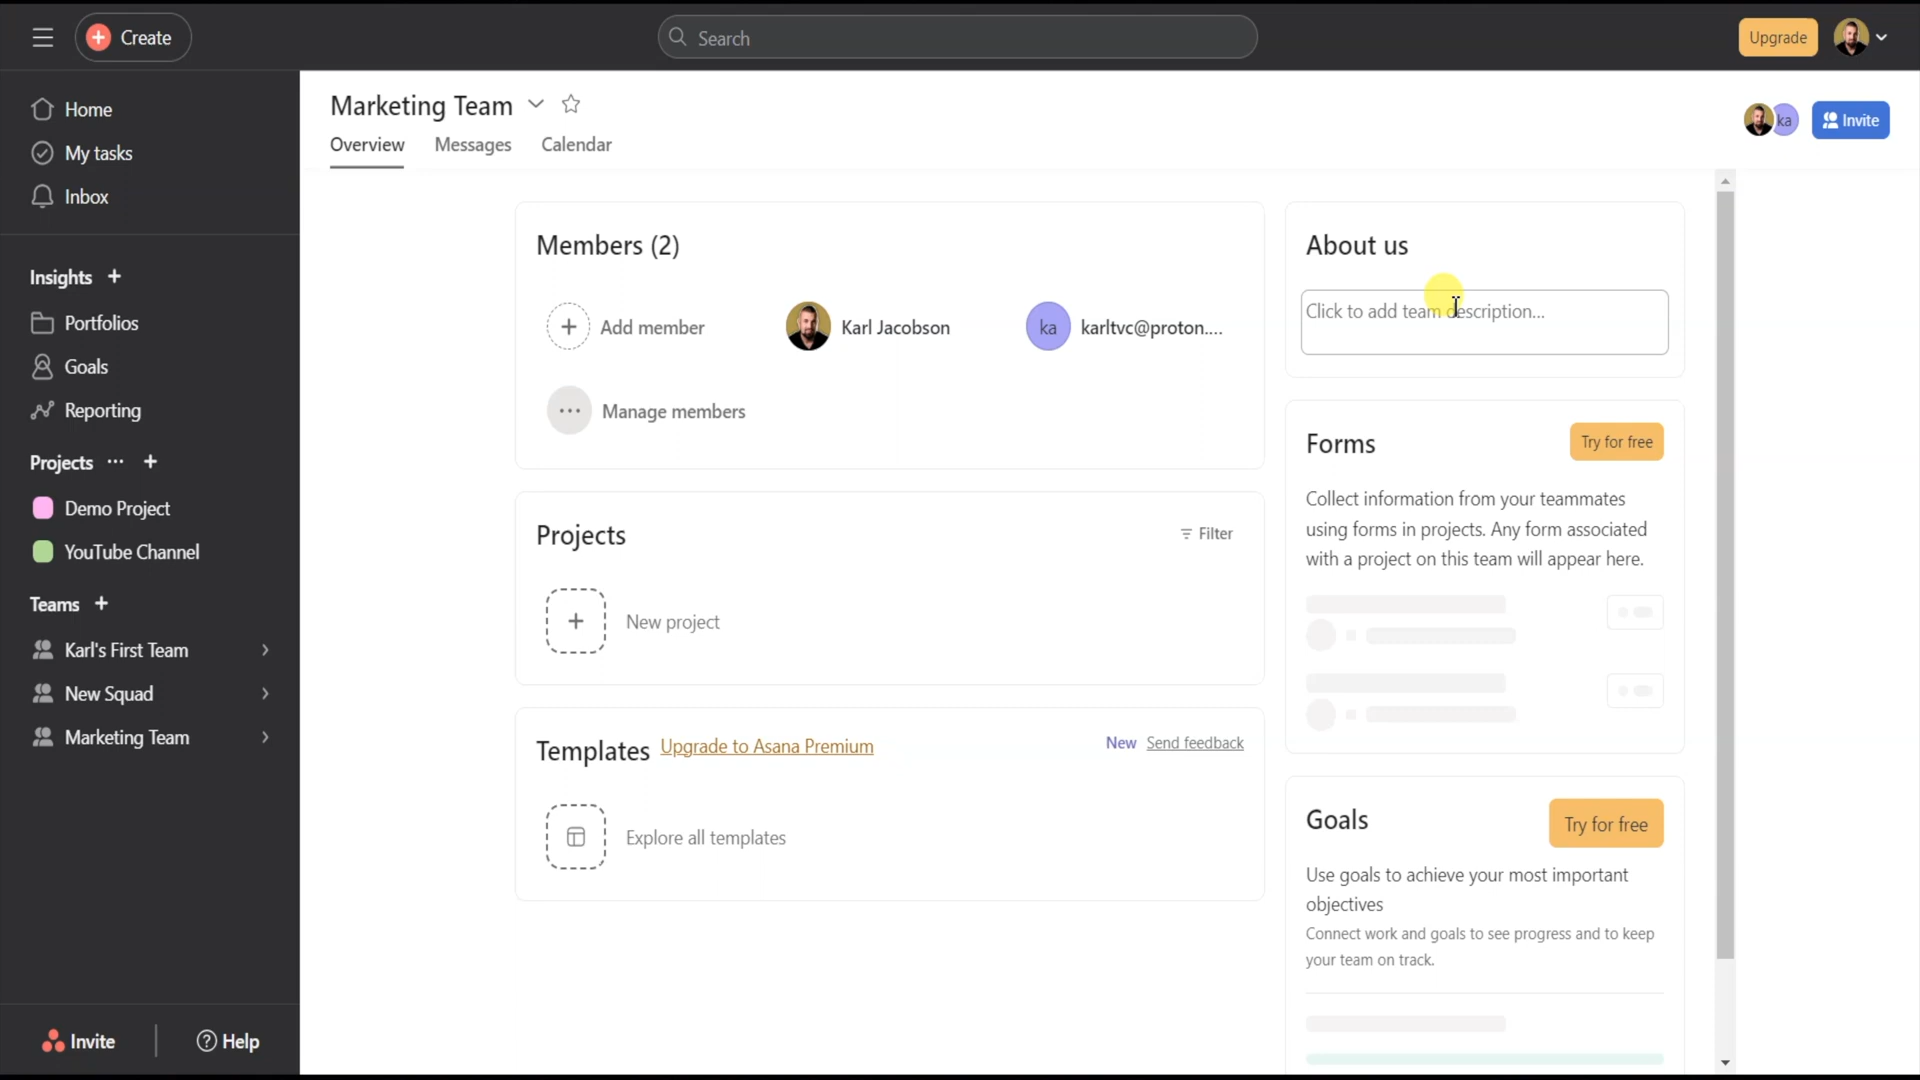 Create
Search
Upgrade
Home
My tasks
Inbox
Insights
Portfolios
Goals
Reporting
Projects
Demo Project
YouTube Channel
Teams
Karl's First Team
New Squad
Marketing Team
Invite
Help
Marketing Team
Overview Messages Calendar
ka
Invite
Members (2)
Add member
Karl Jacobson
ka karltvc@proton....
Manage members
Projects
Filter
New project
Templates Upgrade to Asana Premium
New Send feedback
Explore all templates
About us
Click to add team description...
Forms
Try for free
Collect information from your teammates
using forms in projects. Any form associated
with a project on this team will appear here.
Goals
Try for free
Use goals to achieve your most important
objectives
Connect work and goals to see progress and to keep
your team on track.